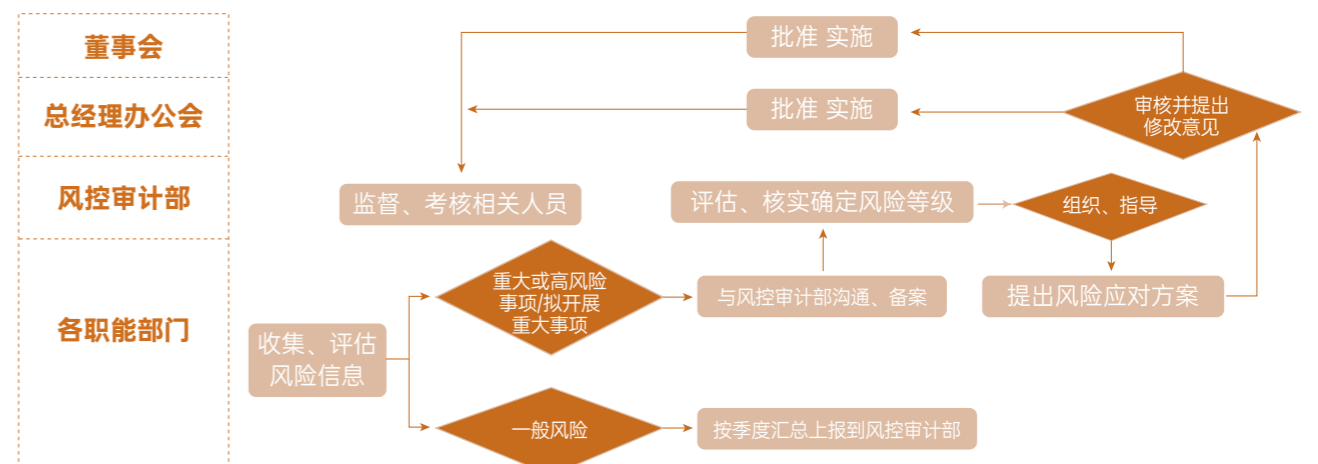 董事会
批准 实施
总经理办公会
批准 实施
审核并提出
修改意见
风控审计部
监督、考核相关人员
评估、核实确定风险等级
组织、指导
各职能部门
收集、评估
风险信息
重大或高风险
事项/拟开展
重大事项
与风控审计部沟通、备案
提出风险应对方案
一般风险
按季度汇总上报到风控审计部